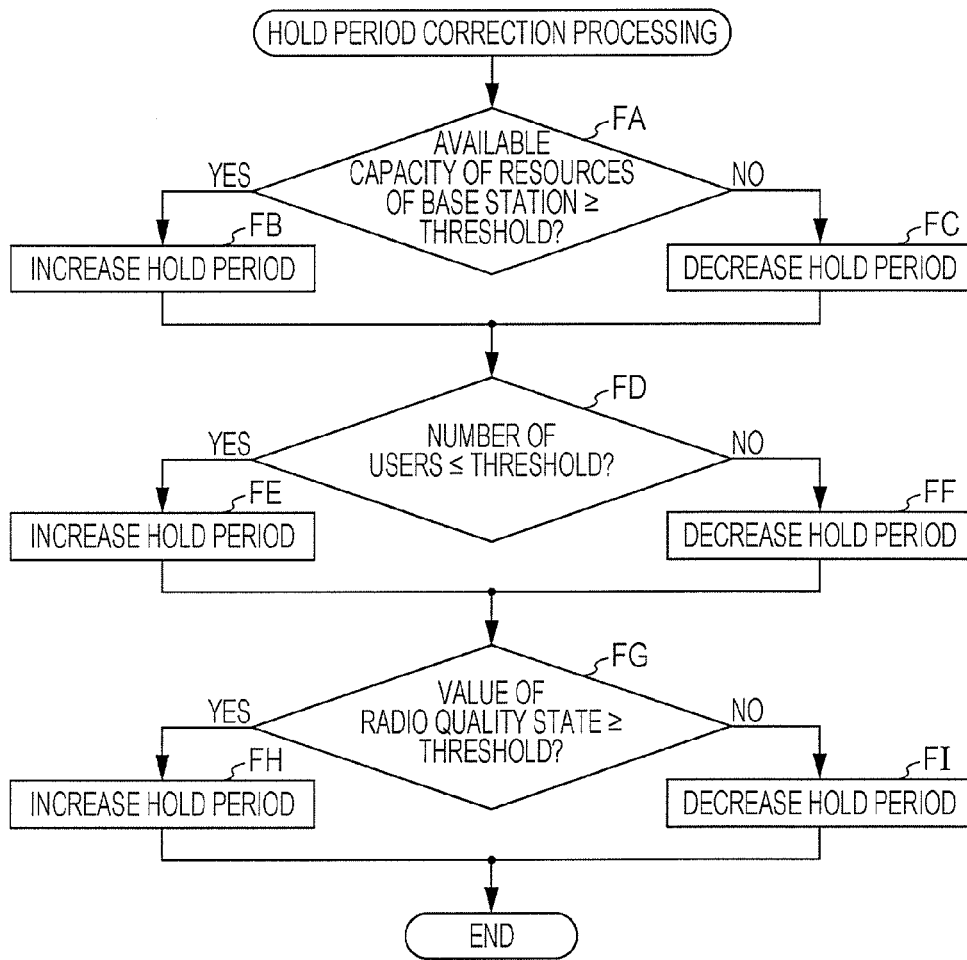 HOLD PERIOD CORRECTION PROCESSING
FA
AVAILABLE
CAPACITY OF RESOURCES
OF BASE STATION ≥
THRESHOLD?
YES
NO
FB
INCREASE HOLD PERIOD
FC
DECREASE HOLD PERIOD
FD
NUMBER OF
USERS ≤ THRESHOLD?
YES
NO
FE
INCREASE HOLD PERIOD
FF
DECREASE HOLD PERIOD
FG
VALUE OF
RADIO QUALITY STATE ≥
THRESHOLD?
YES
NO
FH
INCREASE HOLD PERIOD
FI
DECREASE HOLD PERIOD
END